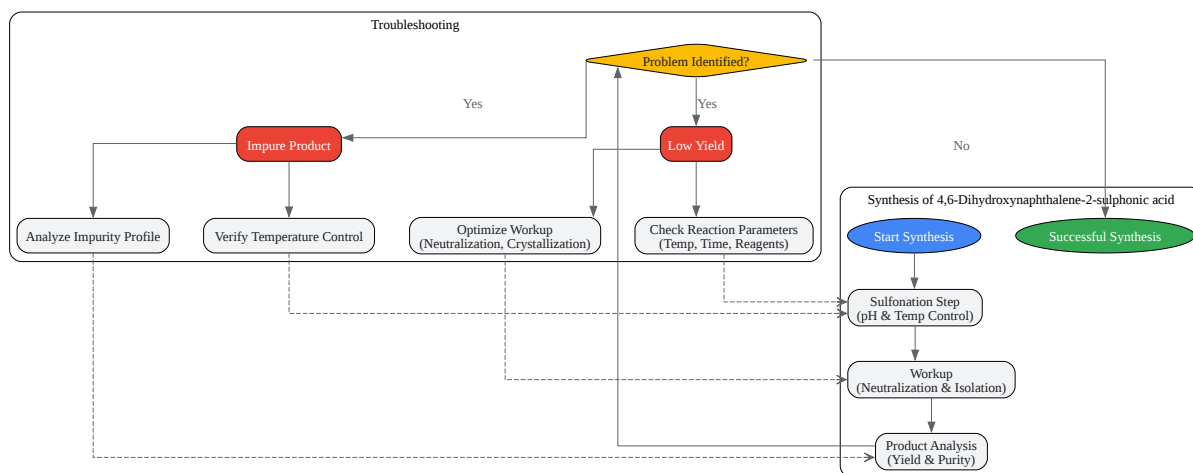 Troubleshooting
Problem Identified?
Yes
Yes
Impure Product
Low Yield
No
Synthesis of 4,6-Dihydroxynaphthalene-2-sulphonic acid
Analyze Impurity Profile
Verify Temperature Control
Optimize Workup
(Neutralization, Crystallization)
Check Reaction Parameters
(Temp, Time, Reagents)
Start Synthesis
Successful Synthesis
Sulfonation Step
(pH & Temp Control)
Workup
(Neutralization & Isolation)
Product Analysis
(Yield & Purity)